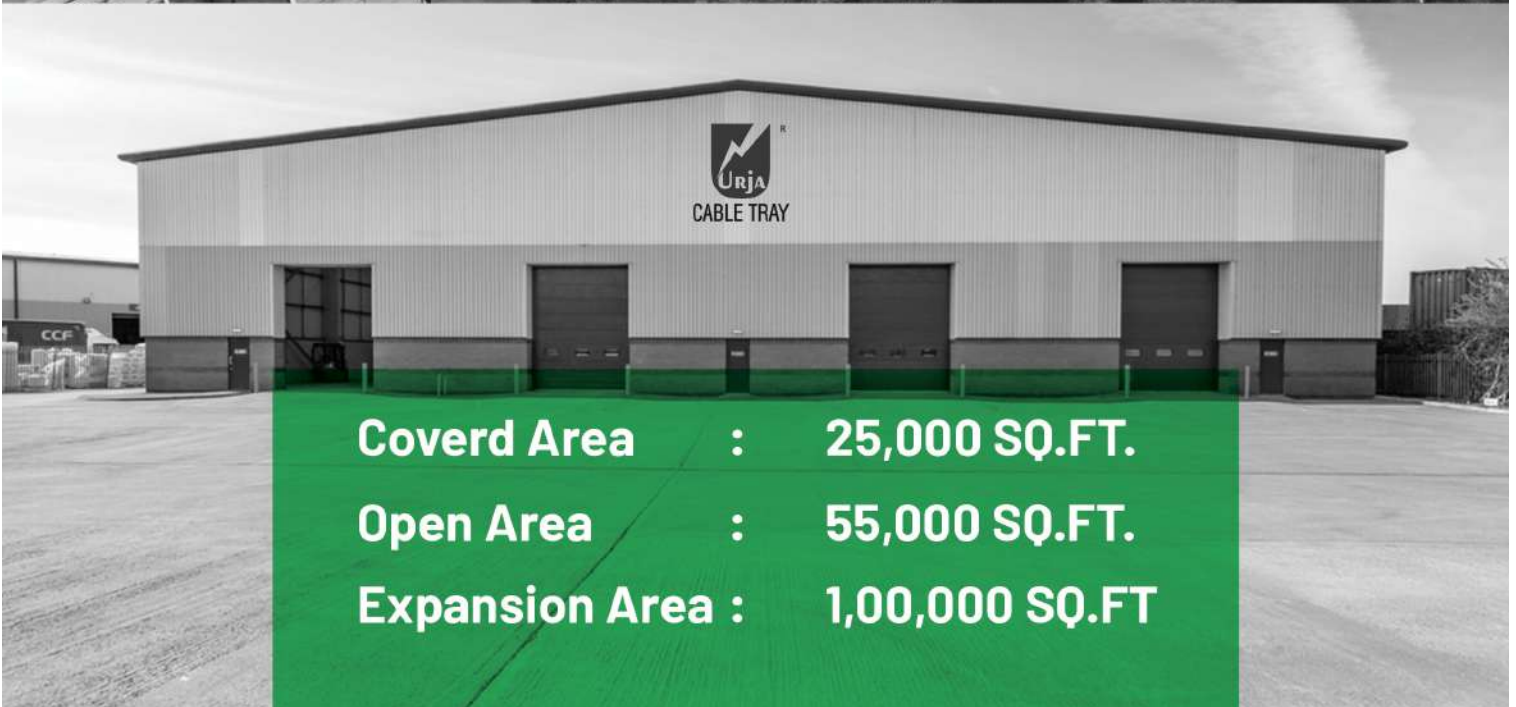 R
URJA
CABLE TRAY
CCF
Coverd Area : 25,000 SQ.FT.
Open Area : 55,000 SQ.FT.
Expansion Area : 1,00,000 SQ.FT